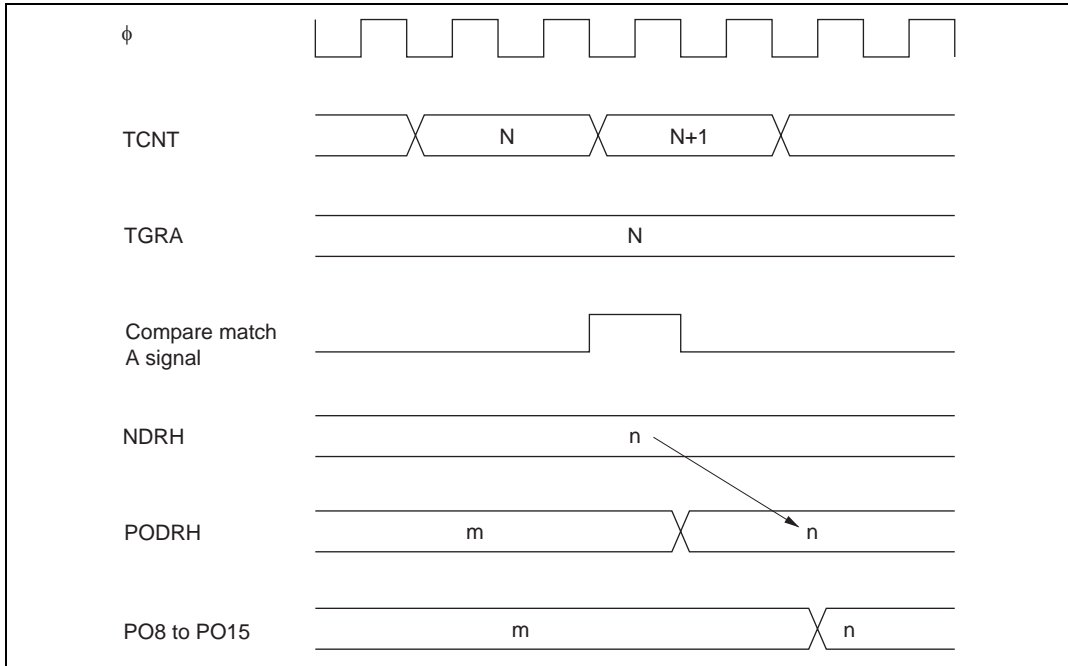 φ
TCNT N N+1
TGRA N
Compare match
A signal
NDRH n
PODRH m n
PO8 to PO15 m n